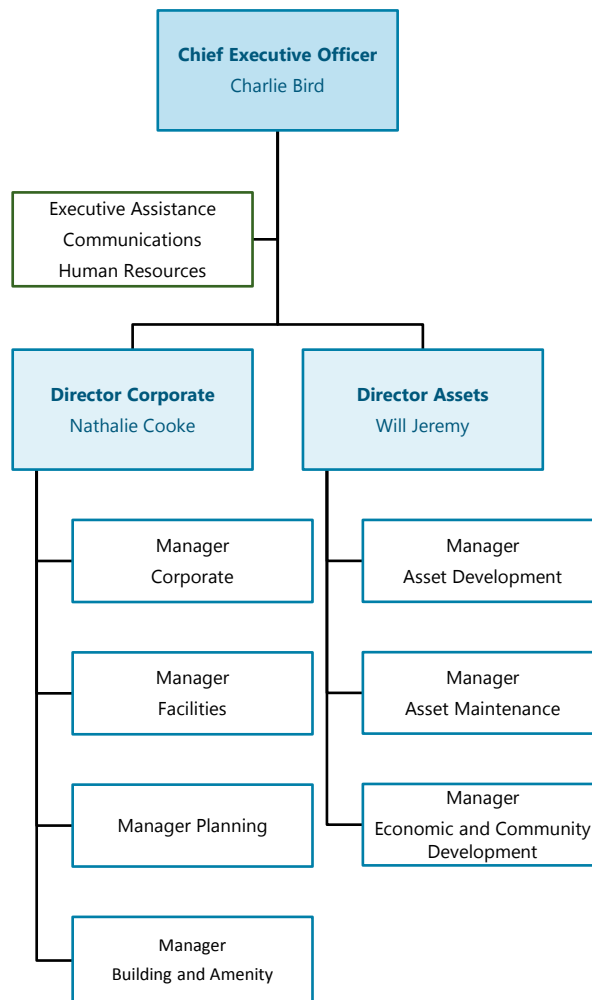 Chief Executive Officer
Charlie Bird
Executive Assistance
Communications
Human Resources
Director Corporate
Nathalie Cooke
Director Assets
Will Jeremy
Manager
Corporate
Manager
Facilities
Manager Planning
Manager
Building and Amenity
Manager
Asset Development
Manager
Asset Maintenance
Manager
Economic and Community
Development